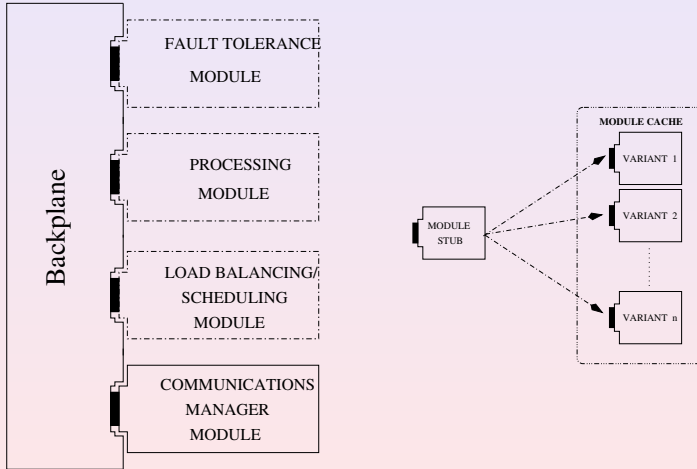 Backplane
FAULT TOLERANCE
MODULE
PROCESSING
MODULE
LOAD BALANCING/
SCHEDULING
MODULE
COMMUNICATIONS
MANAGER
MODULE
MODULE
STUB
MODULE CACHE
VARIANT 1
VARIANT 2
VARIANT n